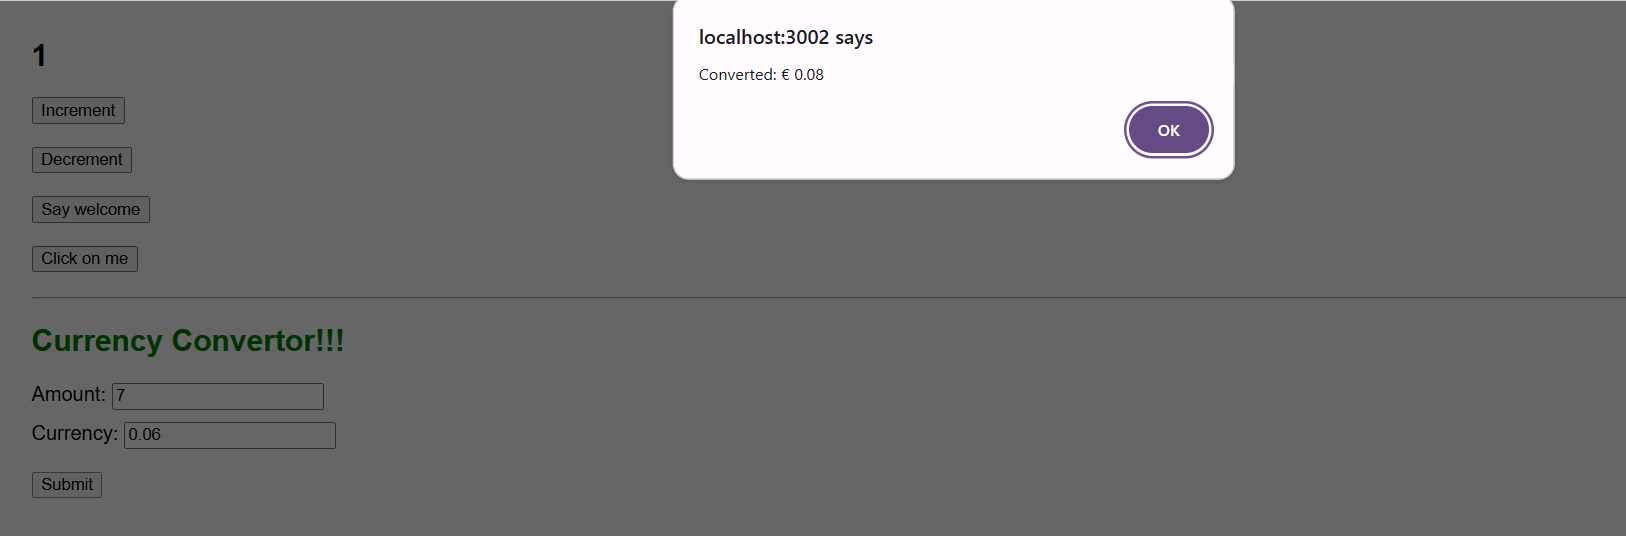 localhost:3002 says
Converted: € 0.08
OK
1
Increment
Decrement
Say welcome
Click on me
Currency Convertor!!!
Amount: 7
Currency: 0.06
Submit